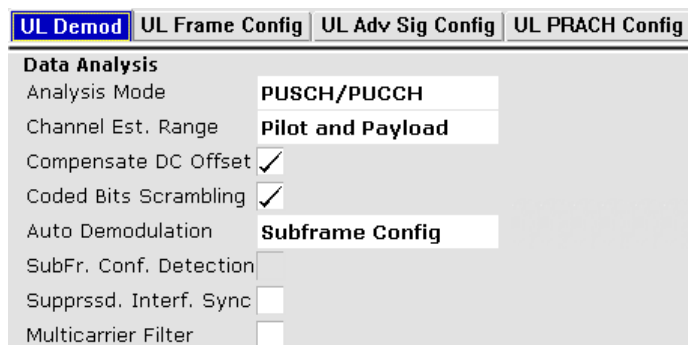 UL Demod UL Frame Config UL Adv Sig Config UL PRACH Config
Data Analysis
Analysis Mode PUSCH/PUCCH
Channel Est. Range Pilot and Payload
Compensate DC Offset
Coded Bits Scrambling
Auto Demodulation Subframe Config
SubFr. Conf. Detection
Supprssd. Interf. Sync
Multicarrier Filter